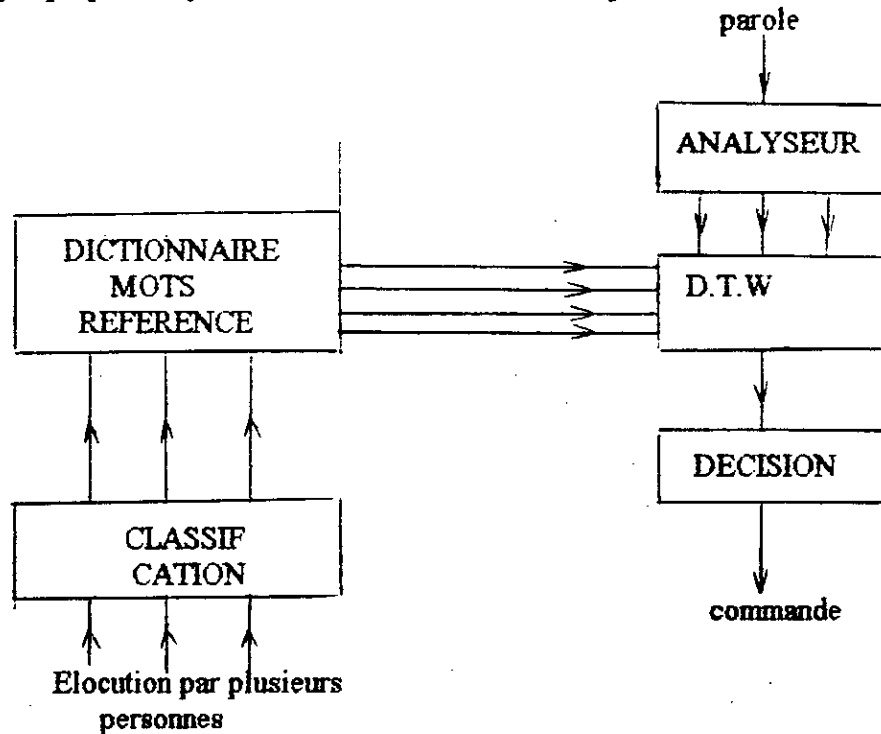 parole
ANALYSEUR
DICTIONNAIRE
MOTS
REFERENCE
D.T.W
DECISION
CLASSIF
CATION
commande
Elocution par plusieurs
personnes